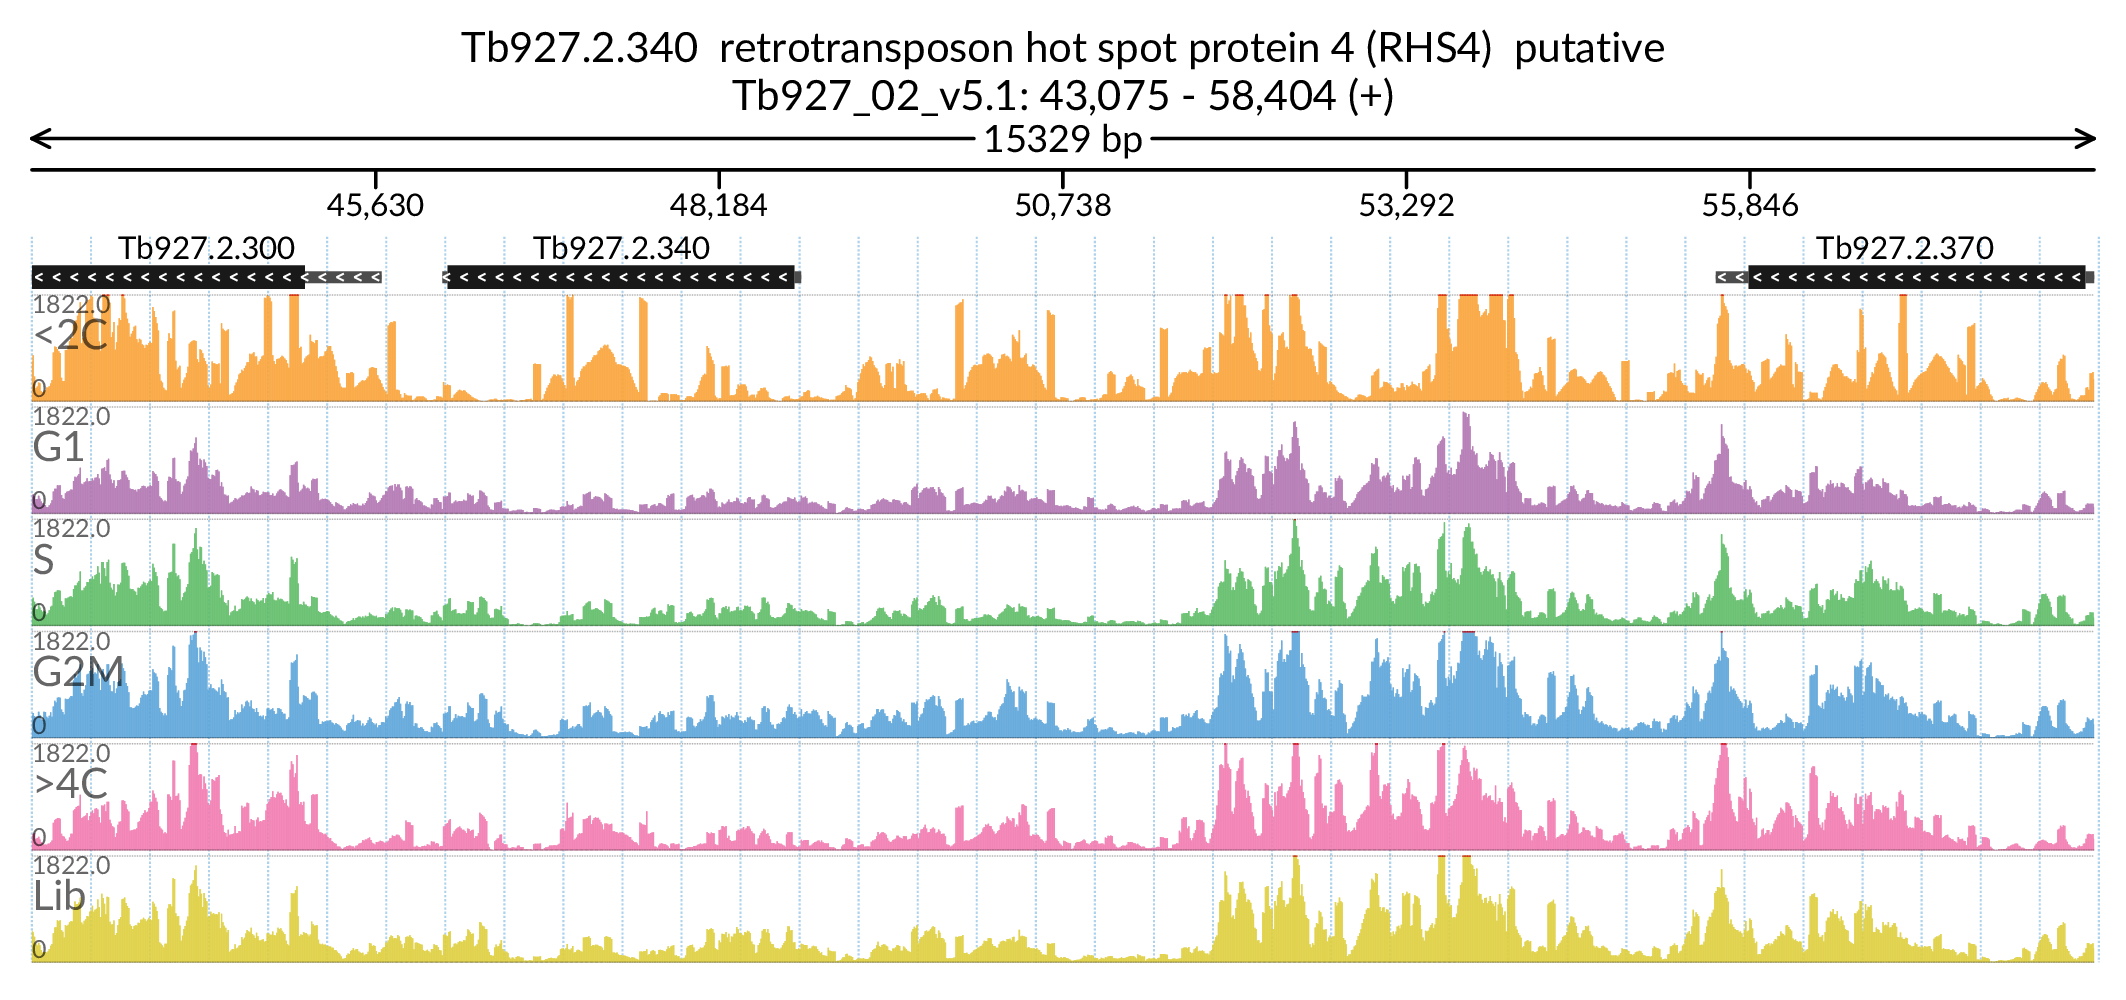 Tb927.2.340  retrotransposon hot spot protein 4 (RHS4)  putative
Tb927_02_v5.1: 43,075 - 58,404 (+)
15329 bp
45,630 48,184 50,738 53,292 55,846
Tb927.2.300 Tb927.2.340 Tb927.2.370
1822.0
<2C
0
1822.0
G1
0
1822.0
S
0
1822.0
G2M
0
1822.0
>4C
0
1822.0
Lib
0